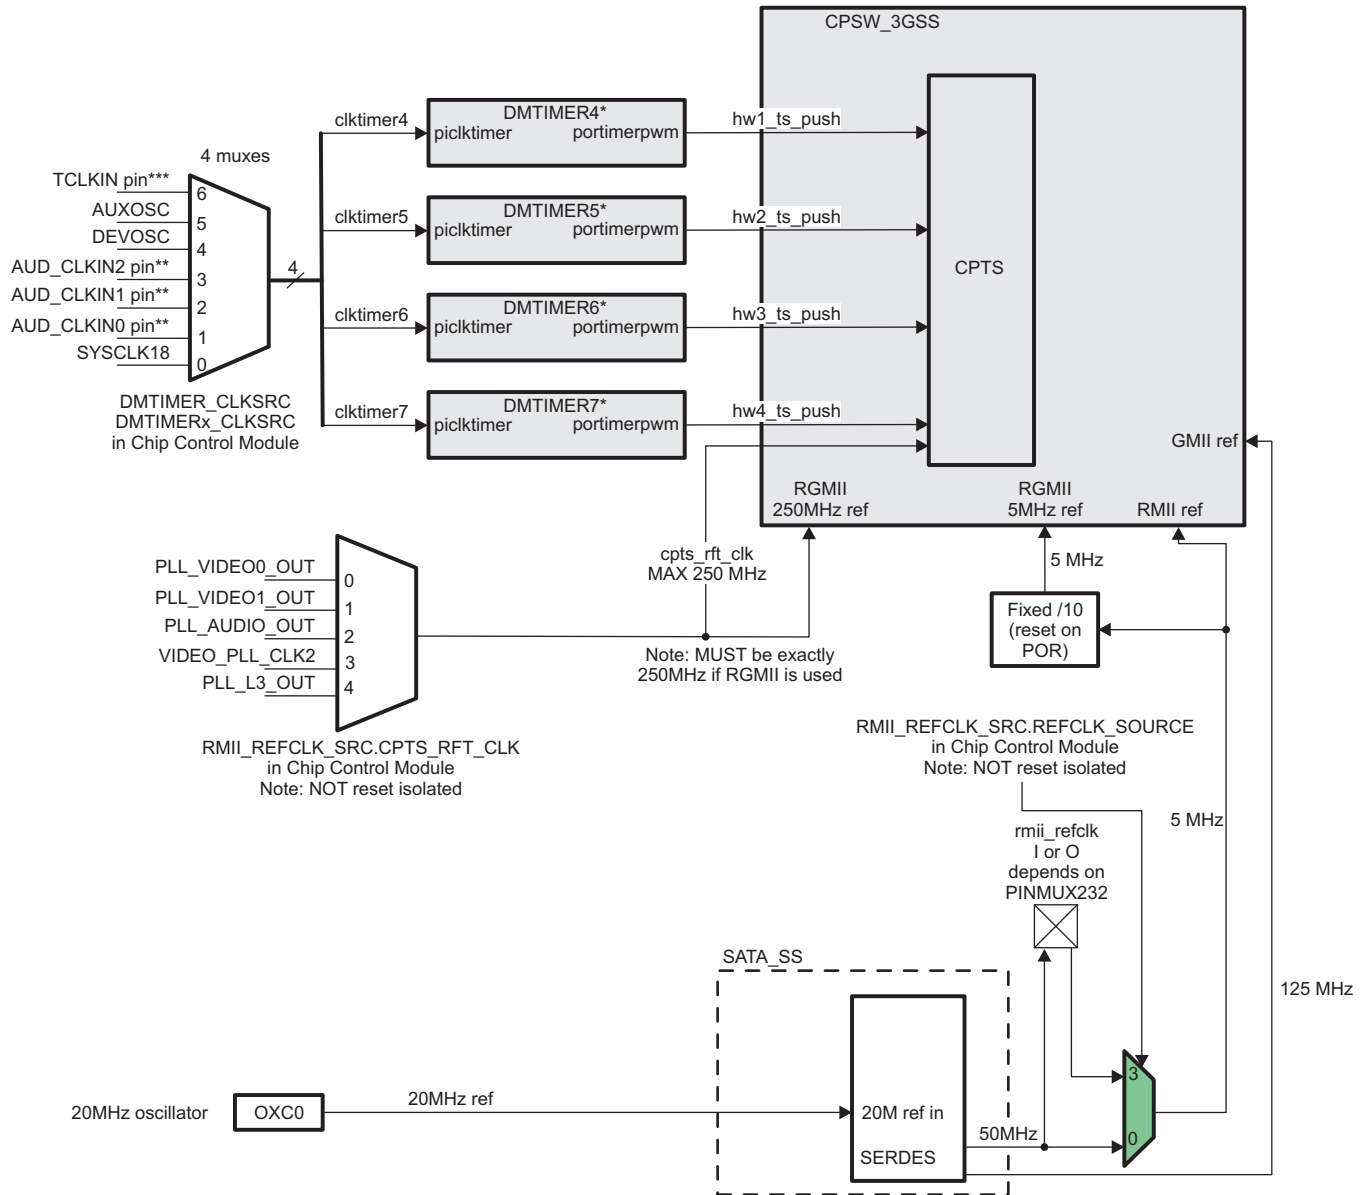 CPSW_3GSS
4 muxes
TCLKIN pin***
AUXOSC
DEVOSC
AUD_CLKIN2 pin**
AUD_CLKIN1 pin**
AUD_CLKIN0 pin**
SYSCLK18
6
5
4
3
2
1
0
4
DMTIMER_CLKSRC
DMTIMERx_CLKSRC
in Chip Control Module
clktimer4
DMTIMER4*
piclktimer
portimerpwm
hw1_ts_push
clktimer5
DMTIMER5*
piclktimer
portimerpwm
hw2_ts_push
clktimer6
DMTIMER6*
piclktimer
portimerpwm
hw3_ts_push
clktimer7
DMTIMER7*
piclktimer
portimerpwm
hw4_ts_push
CPTS
GMII ref
RGMII
250MHz ref
RGMII
5MHz ref
RMII ref
PLL_VIDEO0_OUT
PLL_VIDEO1_OUT
PLL_AUDIO_OUT
VIDEO_PLL_CLK2
PLL_L3_OUT
0
1
2
3
4
RMII_REFCLK_SRC.CPTS_RFT_CLK
in Chip Control Module
Note: NOT reset isolated
cpts_rft_clk
MAX 250 MHz
Note: MUST be exactly
250MHz if RGMII is used
5 MHz
Fixed /10
(reset on
POR)
RMII_REFCLK_SRC.REFCLK_SOURCE
in Chip Control Module
Note: NOT reset isolated
5 MHz
rmii_refclk
I or O
depends on
PINMUX232
SATA_SS
125 MHz
3
0
20MHz oscillator
OXC0
20MHz ref
20M ref in
SERDES
50MHz